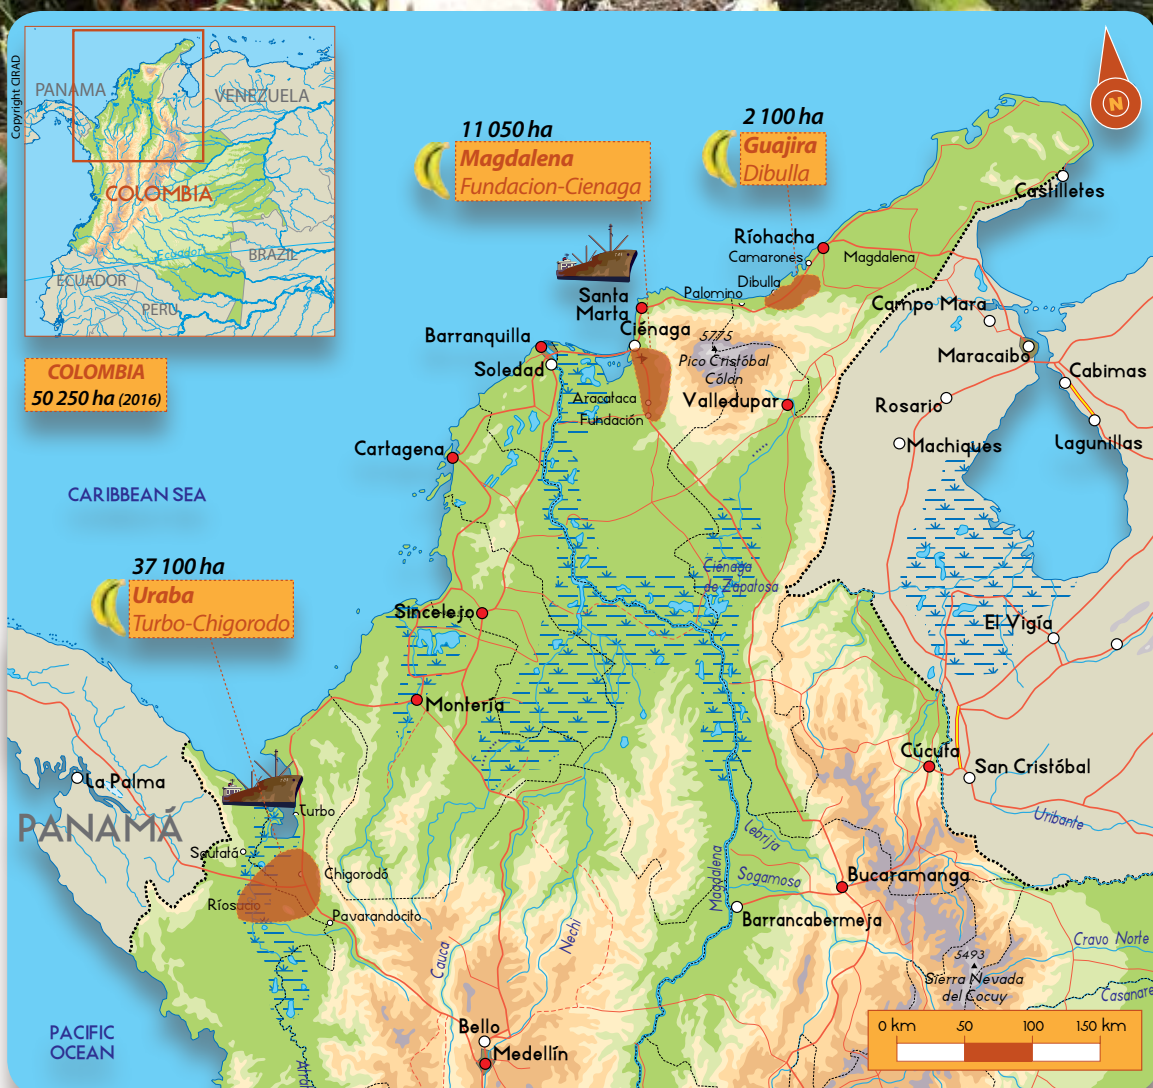 Copyright CIRAD
PANAMA
VENEZUELA
COLOMBIA
Ecuador
BRAZIL
ECUADOR
PERU
COLOMBIA
50 250 ha (2016)
11 050 ha
Magdalena
Fundacion-Cienaga
2 100 ha
Guajira
Dibulla
N
Castilletes
Ríohacha
Camarones
Magdalena
Dibulla
Palomino
Santa
Marta
Ciénaga
Campo Mara
Barranquilla
Soledad
5775
Pico Cristóbal
Cólon
Maracaibo
Cabimas
Aracataca
Fundación
Valledupar
Rosario
Lagunillas
Machiques
Cartagena
CARIBBEAN SEA
37 100 ha
Uraba
Turbo-Chigorodo
Cienaga
de Zapatosa
Sincelejo
El Vigía
Montería
Cúcuta
San Cristóbal
La Palma
PANAMÁ
Turbo
Uribante
Lebrija
Sautatá
Chigorodó
Magdalena
Sogamoso
Bucaramanga
Ríosucio
Pavarandocito
Barrancabermeja
Cauca
Nechi
Cravo Norte
5493
Sierra Nevada
del Cocuy
Casanare
PACIFIC
OCEAN
Bello
Medellín
0 km 50 100 150 km